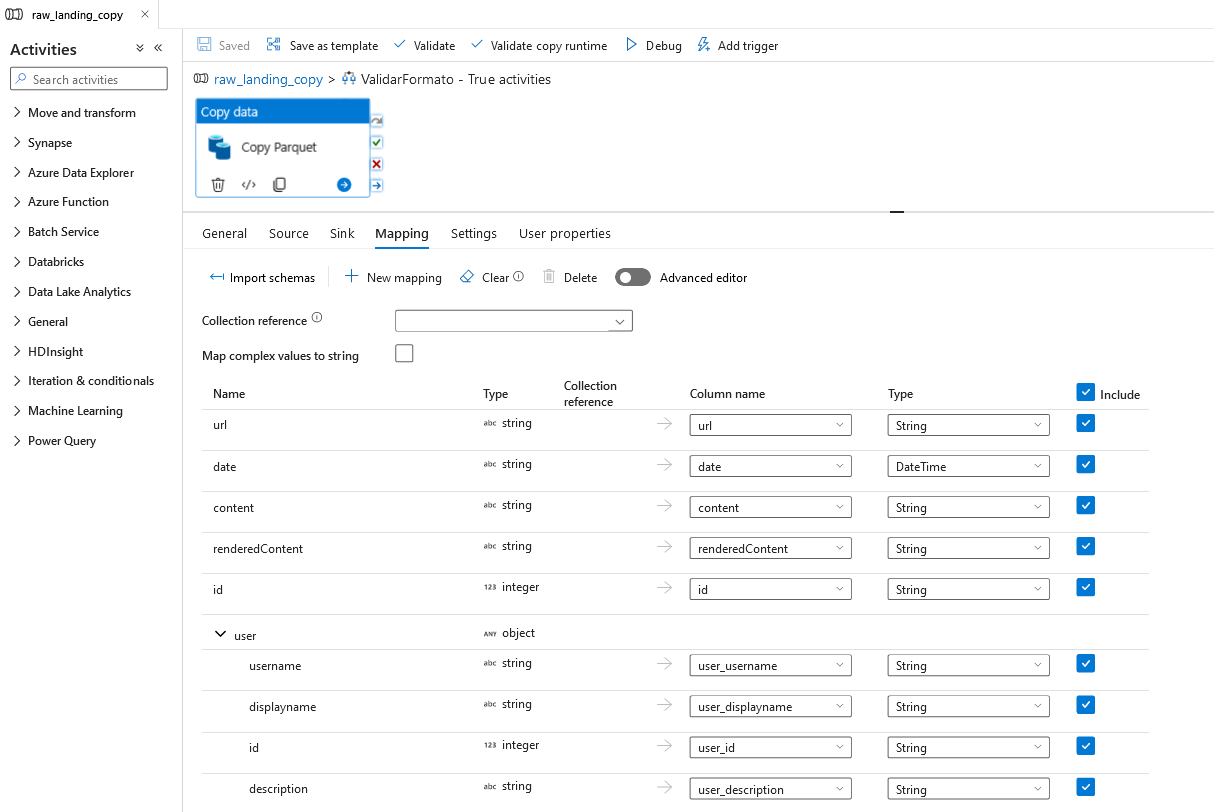 raw_landing_copy
Activities
Search activities
Move and transform
Synapse
Azure Data Explorer
Azure Function
Batch Service
Databricks
Data Lake Analytics
General
HDInsight
Iteration & conditionals
Machine Learning
Power Query
Saved Save as template Validate Validate copy runtime Debug Add trigger
raw_landing_copy > ValidarFormato - True activities
Copy data
Copy Parquet
General Source Sink Mapping Settings User properties
Import schemas New mapping Clear Delete Advanced editor
Collection reference
Map complex values to string
Name Type Collection reference Column name Type Include
url abc string url String
date abc string date DateTime
content abc string content String
renderedContent abc string renderedContent String
id 123 integer id String
user ANY object
username abc string user_username String
displayname abc string user_displayname String
id 123 integer user_id String
description abc string user_description String